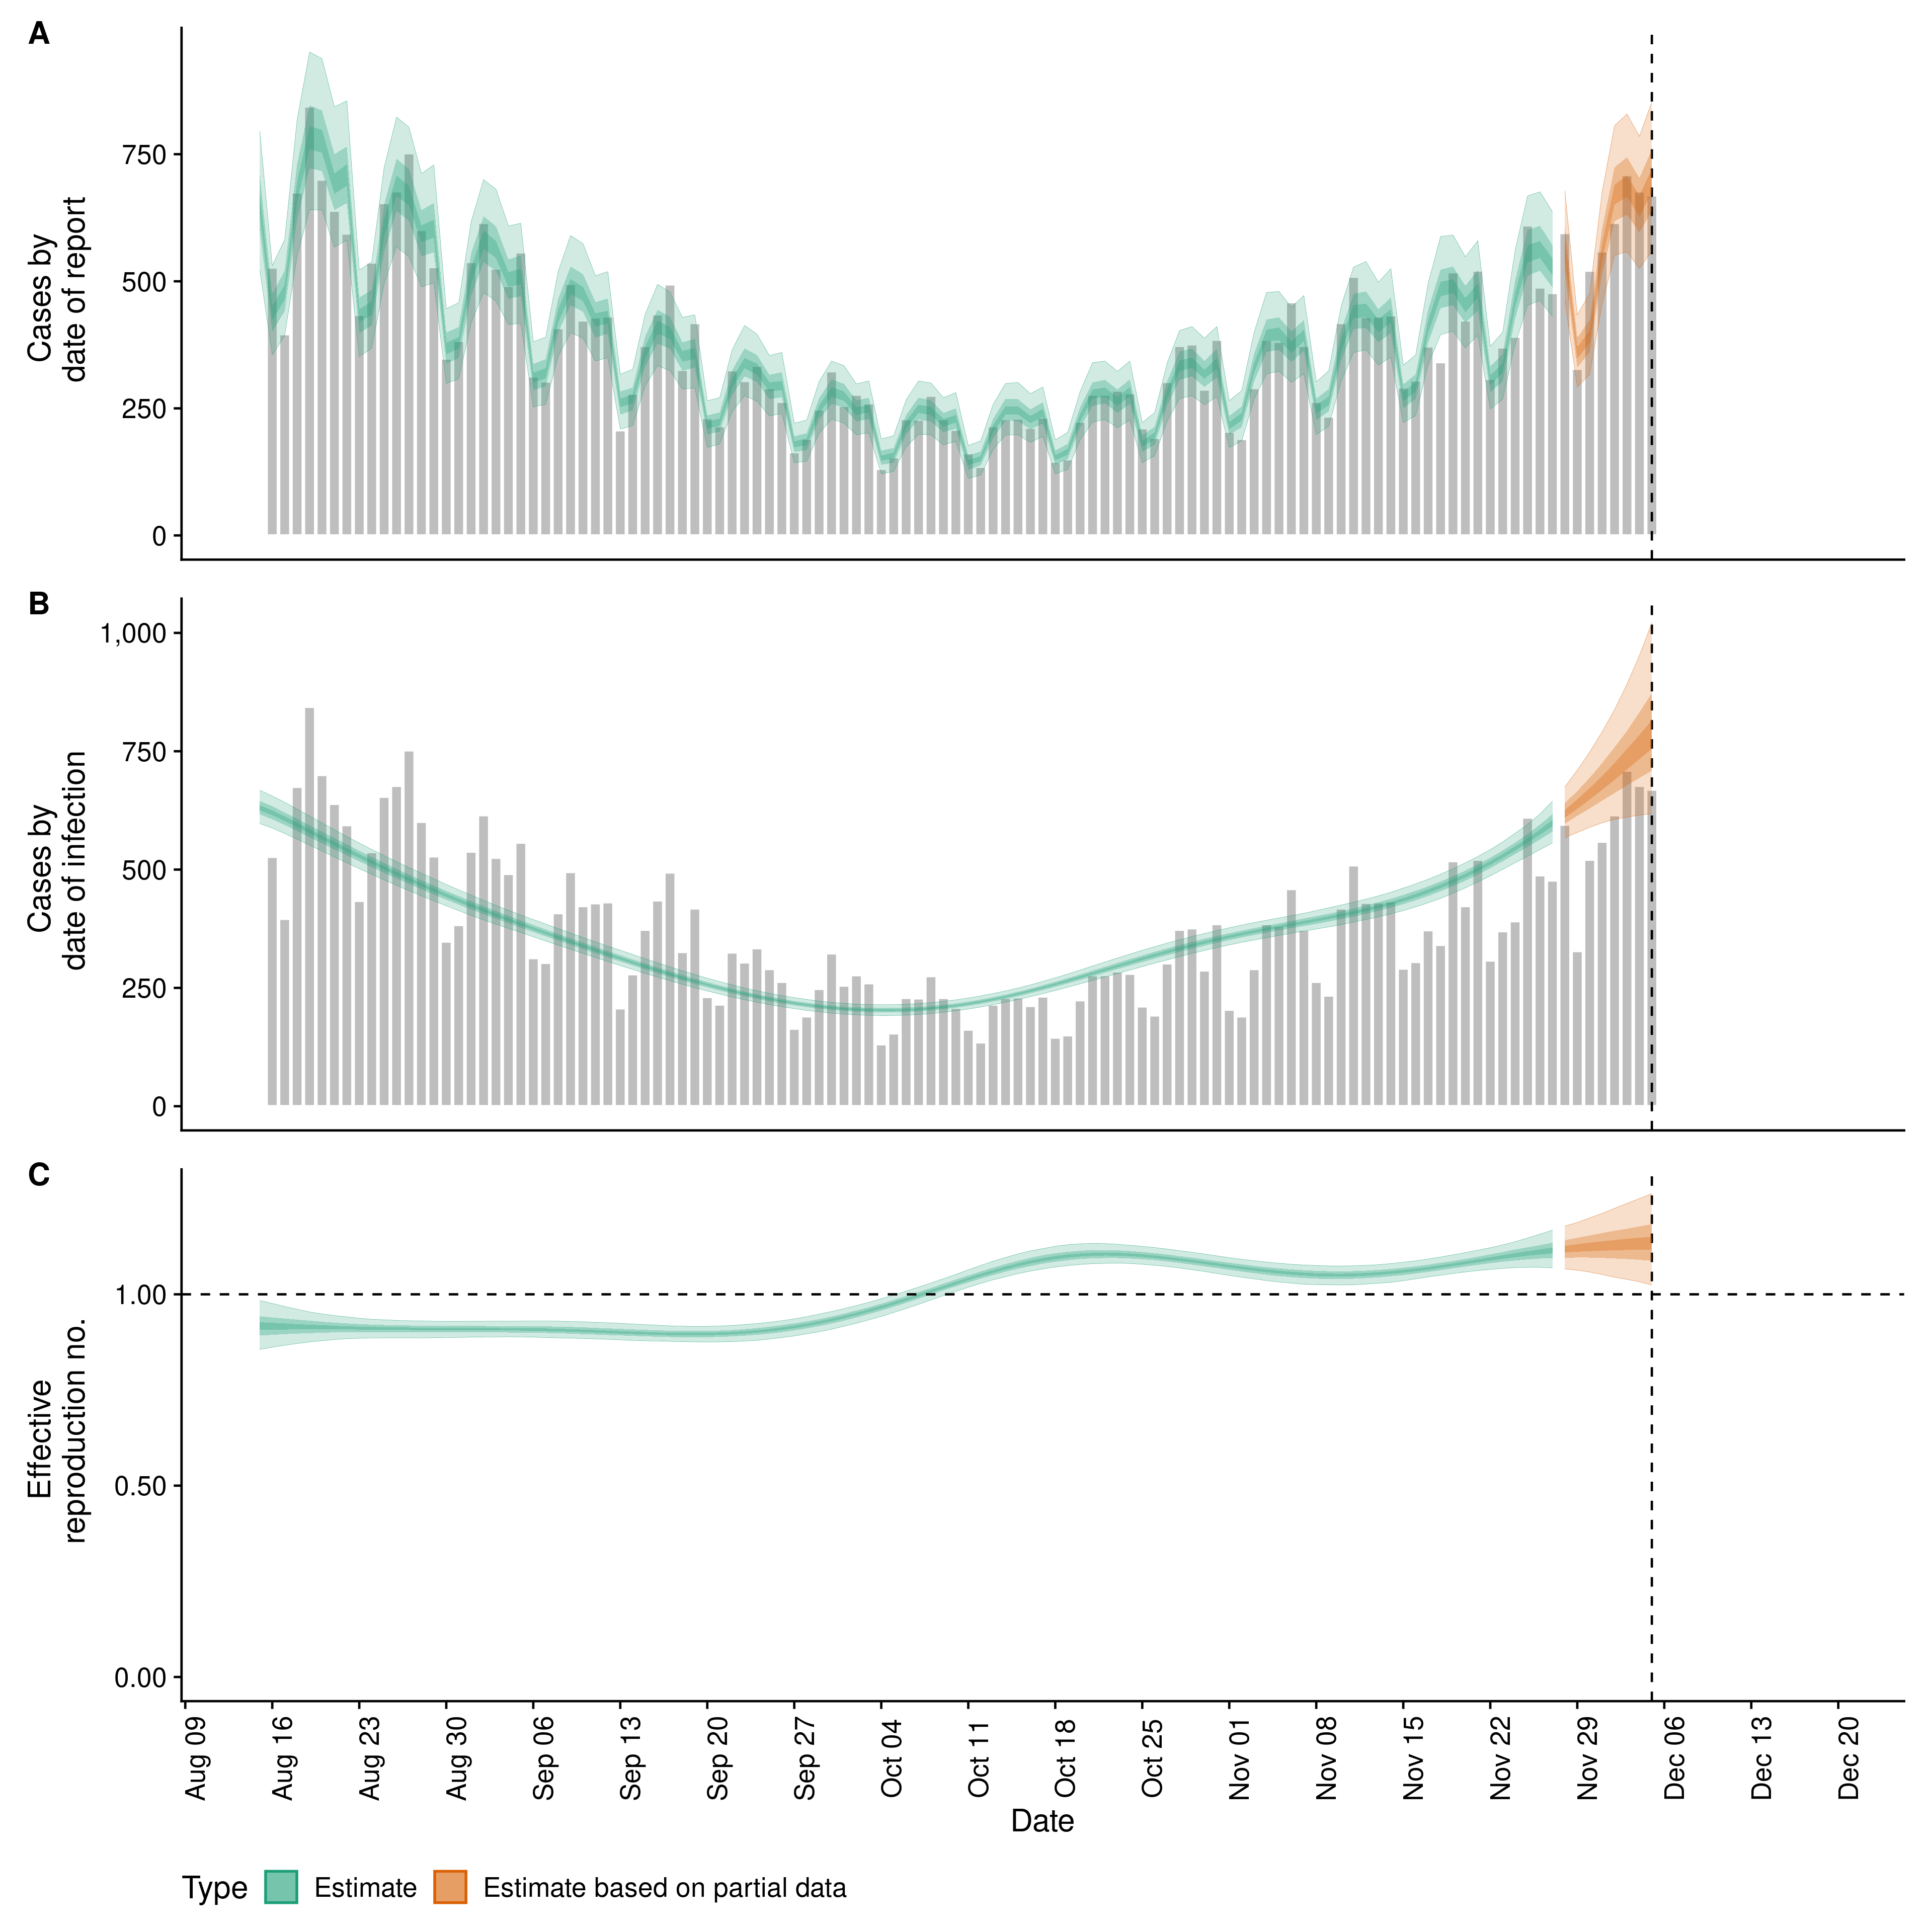 A
Cases by
date of report
750
500
250
0
B
Cases by
date of infection
1,000
750
500
250
0
C
Effective
reproduction no.
1.00
0.50
0.00
Aug 09
Aug 16
Aug 23
Aug 30
Sep 06
Sep 13
Sep 20
Sep 27
Oct 04
Oct 11
Oct 18
Oct 25
Nov 01
Nov 08
Nov 15
Nov 22
Nov 29
Dec 06
Dec 13
Dec 20
Date
Type Estimate Estimate based on partial data